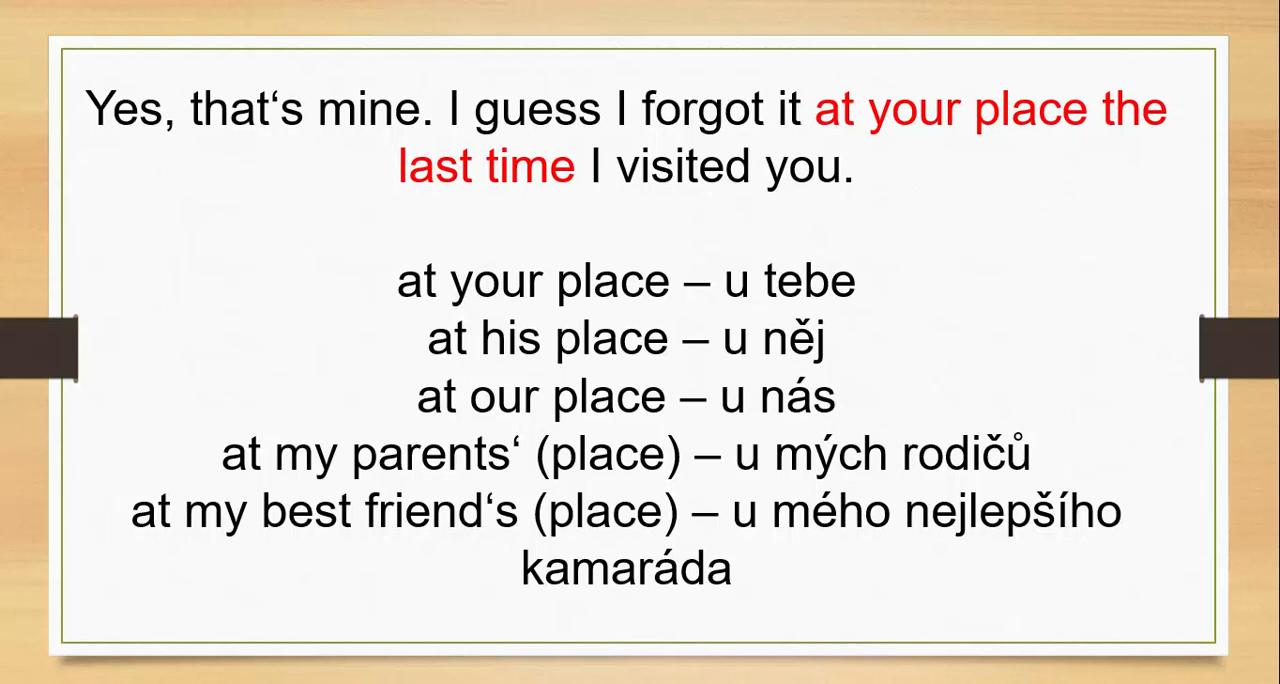 Yes, that‘s mine. I guess I forgot it at your place the
last time I visited you.
at your place – u tebe
at his place – u něj
at our place – u nás
at my parents‘ (place) – u mých rodičů
at my best friend‘s (place) – u mého nejlepšího
kamaráda